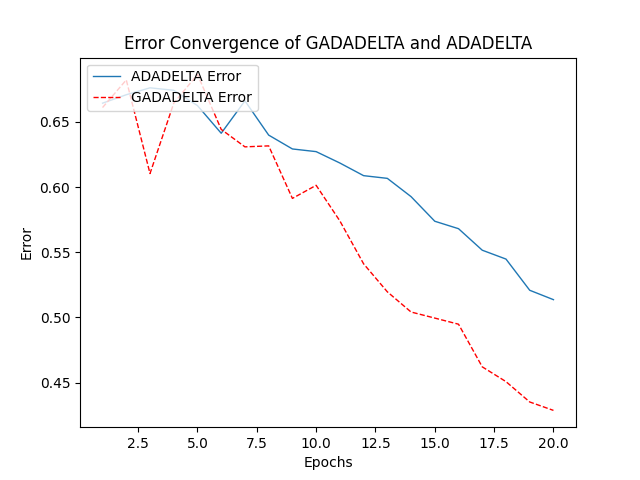 Error Convergence of GADADELTA and ADADELTA
ADADELTA Error
GADADELTA Error
0.65
0.60
0.55
0.50
0.45
Error
2.5 5.0 7.5 10.0 12.5 15.0 17.5 20.0
Epochs